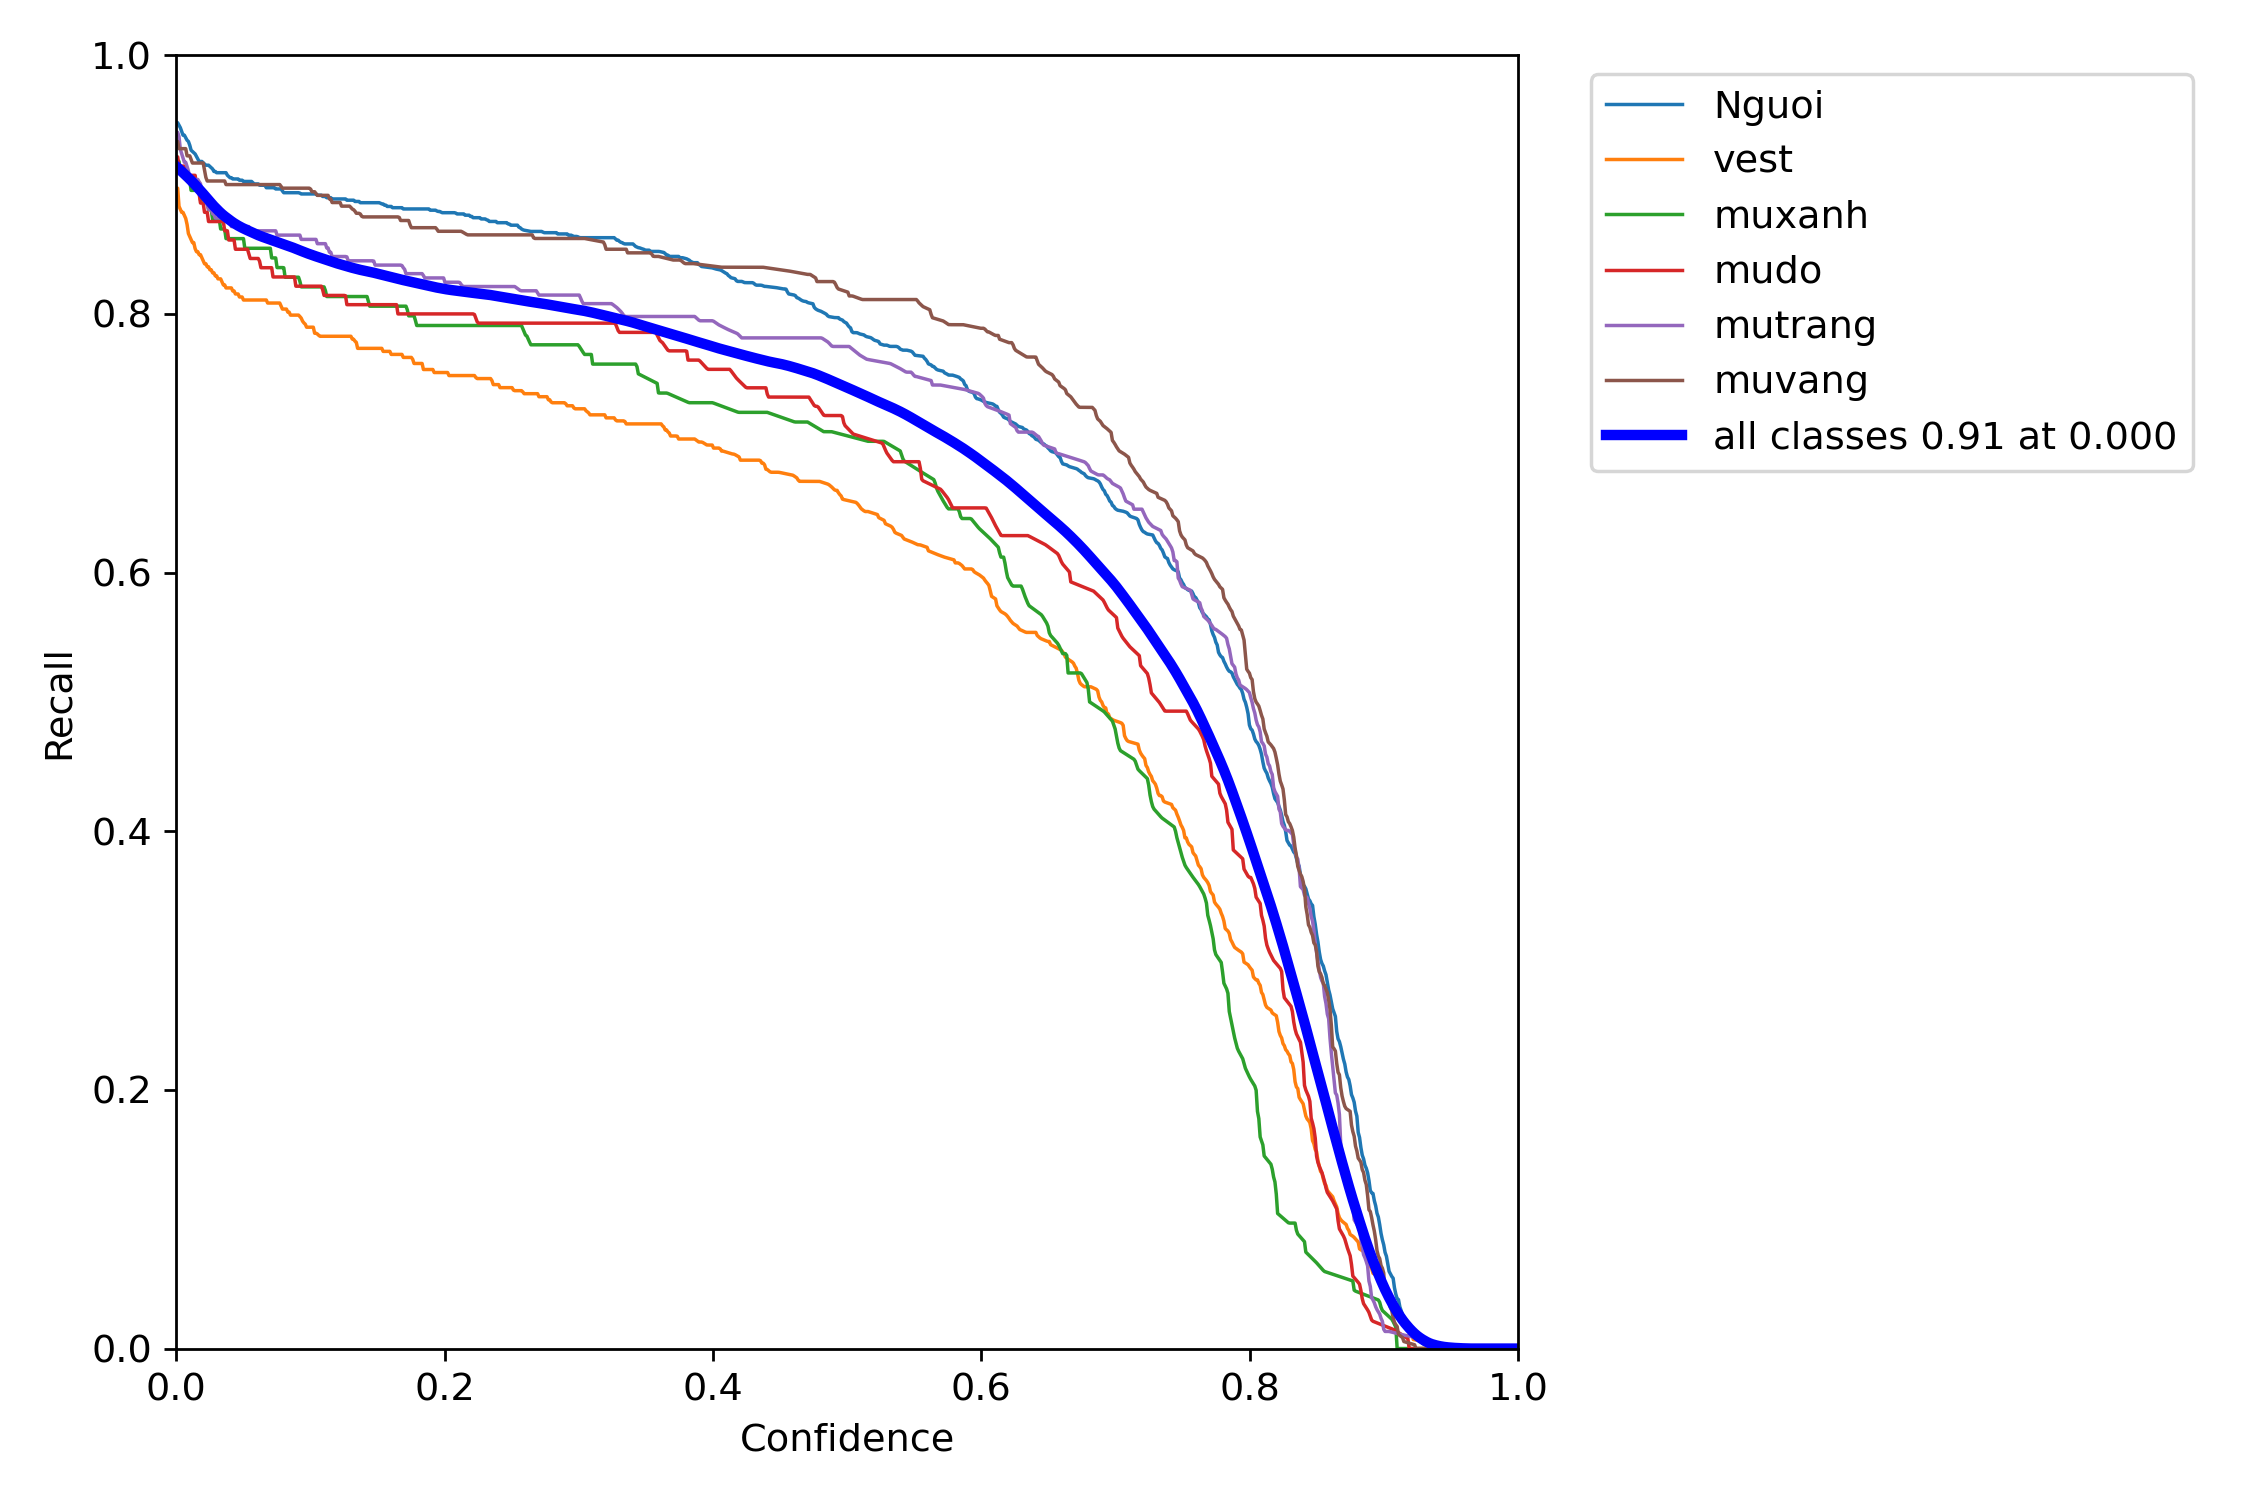 1.0
0.8
0.6
0.4
0.2
0.0
Recall
0.0 0.2 0.4 0.6 0.8 1.0
Confidence
Nguoi
vest
muxanh
mudo
mutrang
muvang
all classes 0.91 at 0.000